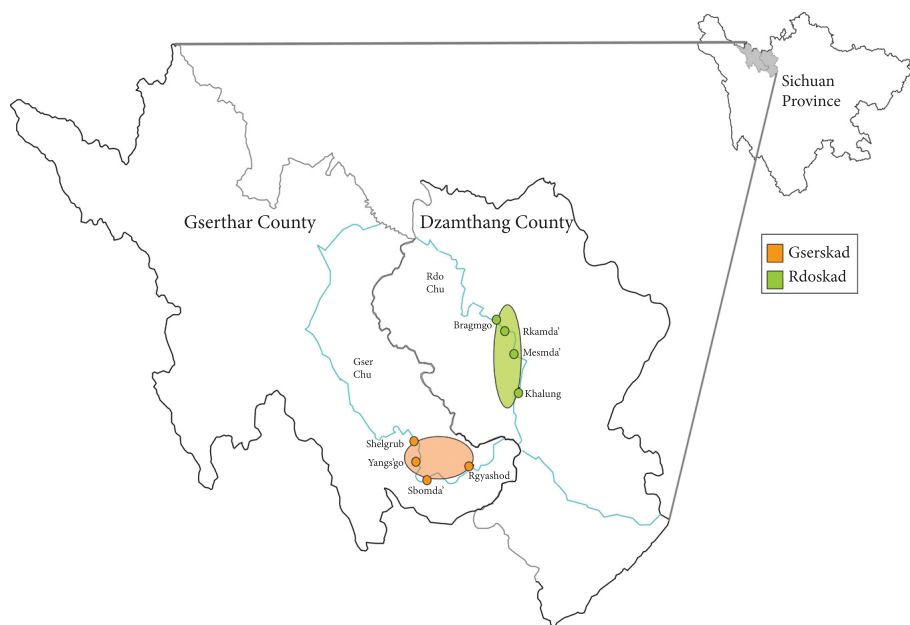 Sichuan
Province
Gserthar County
Dzamthang County
Gserskad
Rdoskad
Rdo
Chu
Bragmgo
Rkamda’
Mesmda’
Gser
Chu
Khalung
Shelgrub
Yangs’go
Rgyashod
Sbomda’